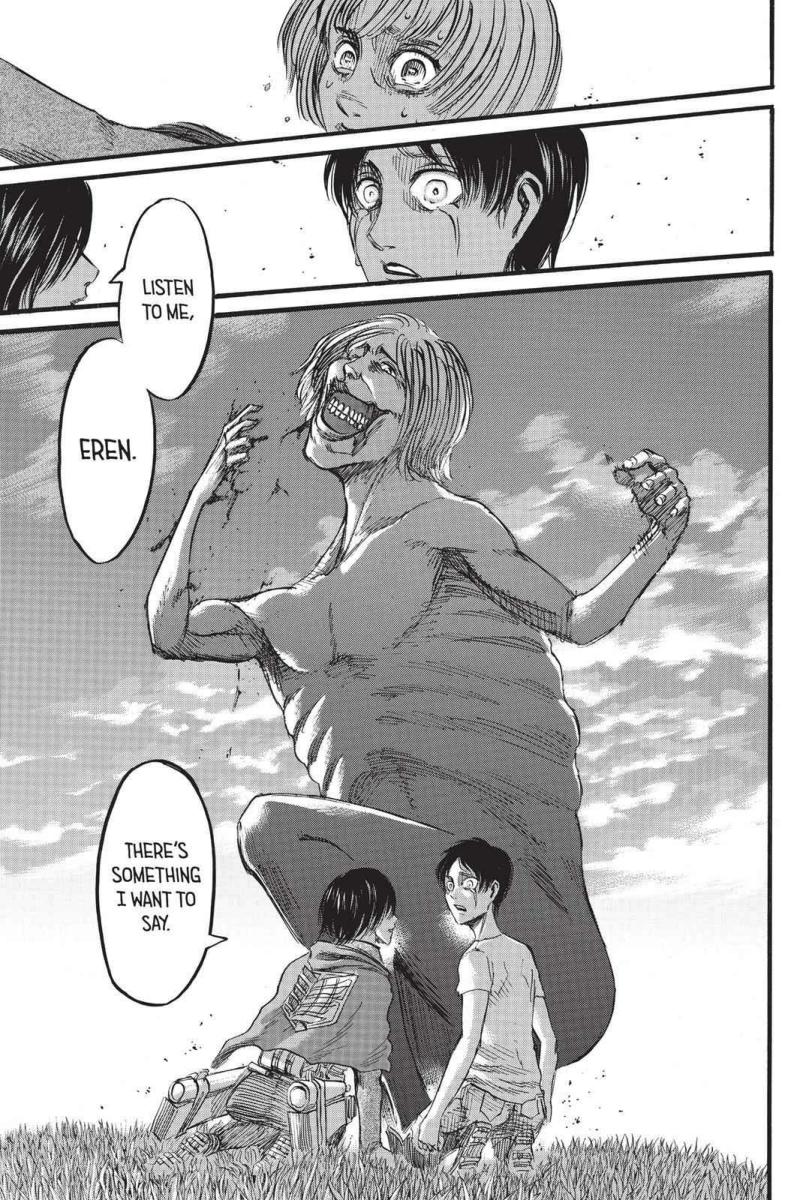 LISTEN
TO ME,
EREN.
THERE'S
SOMETHING
I WANT TO
SAY.